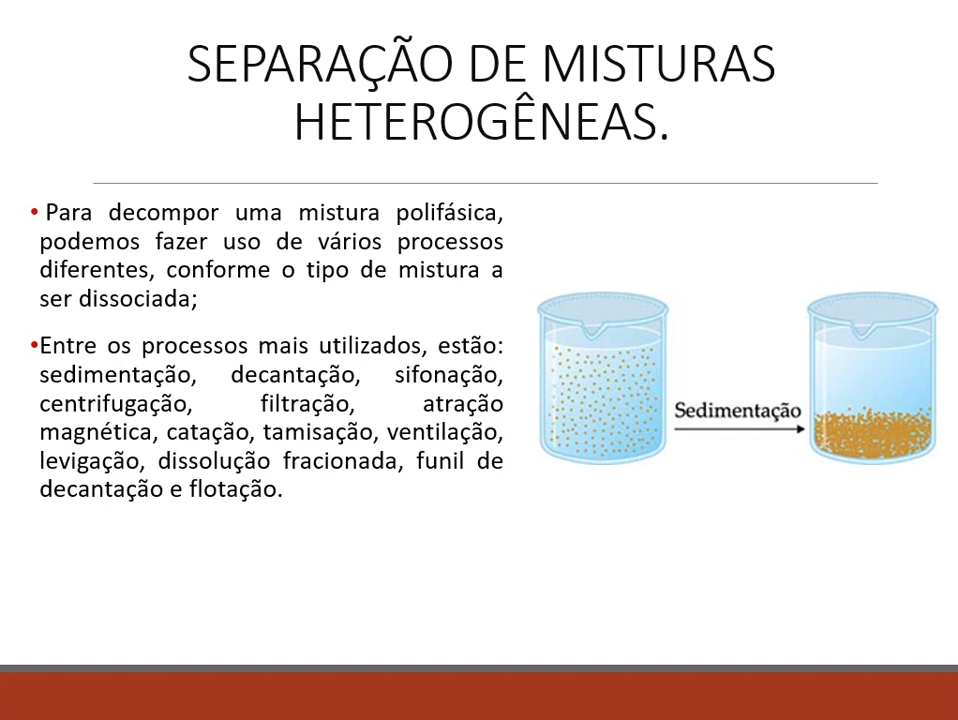 SEPARAÇÃO DE MISTURAS
HETEROGÊNEAS.
• Para decompor uma mistura polifásica,
podemos fazer uso de vários processos
diferentes, conforme o tipo de mistura a
ser dissociada;
•Entre os processos mais utilizados, estão:
sedimentação, decantação, sifonação,
centrifugação, filtração, atração
magnética, catação, tamisação, ventilação,
levigação, dissolução fracionada, funil de
decantação e flotação.
Sedimentação